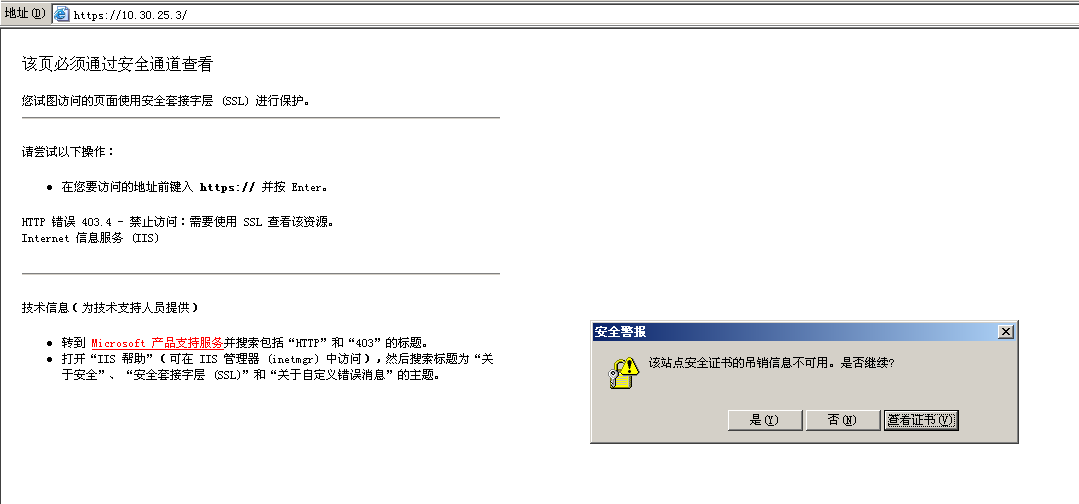 地址(D) https://10.30.25.3/
该页必须通过安全通道查看
您试图访问的页面使用安全套接字层 (SSL) 进行保护。
请尝试以下操作：
● 在您要访问的地址前键入 https:// 并按 Enter。
HTTP 错误 403.4 - 禁止访问：需要使用 SSL 查看该资源。
Internet 信息服务 (IIS)
技术信息（为技术支持人员提供）
● 转到 Microsoft 产品支持服务并搜索包括“HTTP”和“403”的标题。
● 打开“IIS 帮助”（可在 IIS 管理器 (inetmgr) 中访问），然后搜索标题为“关
于安全”、“安全套接字层 (SSL)”和“关于自定义错误消息”的主题。
安全警报
该站点安全证书的吊销信息不可用。是否继续?
是(Y) 否(N) 查看证书(V)